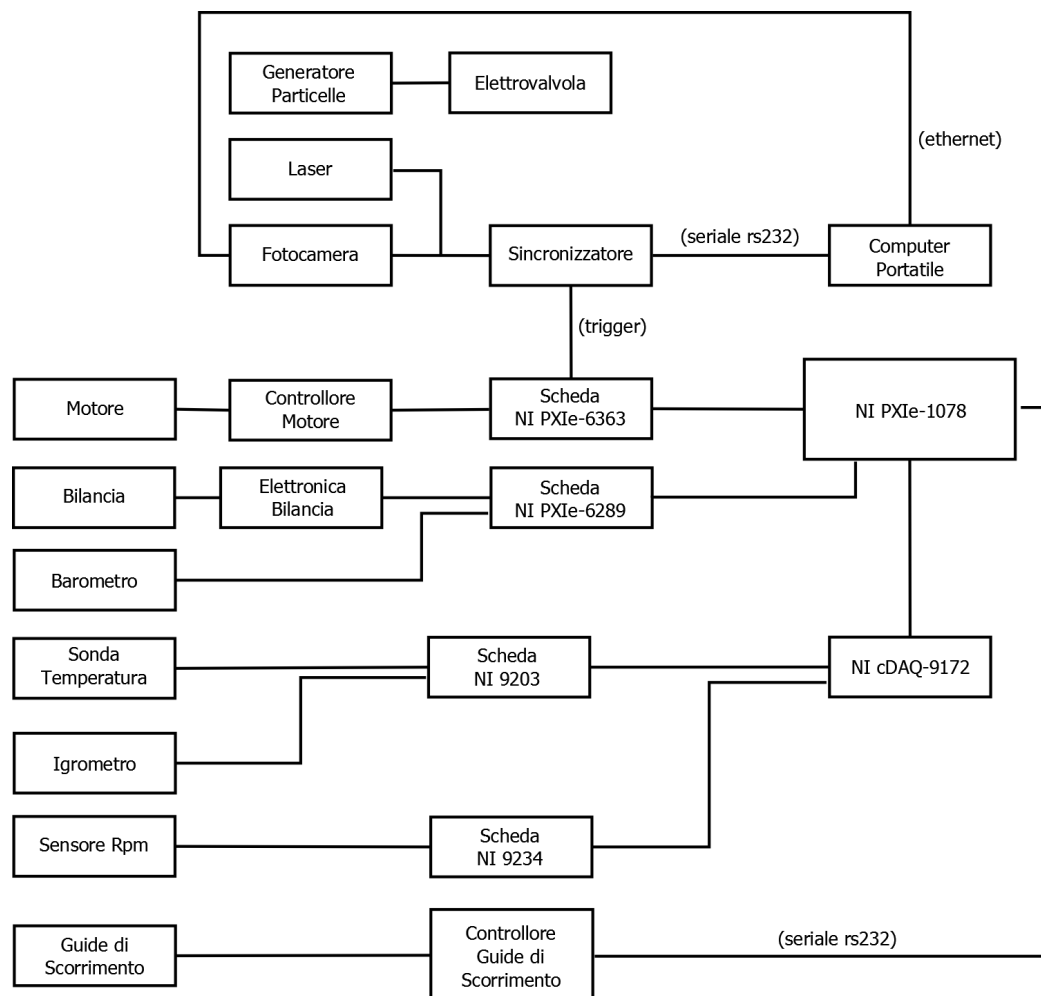 Generatore
Particelle
Elettrovalvola
(ethernet)
Laser
Fotocamera
Sincronizzatore
(seriale rs232)
Computer
Portatile
(trigger)
Motore
Controllore
Motore
Scheda
NI PXIe-6363
NI PXIe-1078
Bilancia
Elettronica
Bilancia
Scheda
NI PXIe-6289
Barometro
Sonda
Temperatura
Scheda
NI 9203
NI cDAQ-9172
Igrometro
Sensore Rpm
Scheda
NI 9234
Guide di
Scorrimento
Controllore
Guide di
Scorrimento
(seriale rs232)